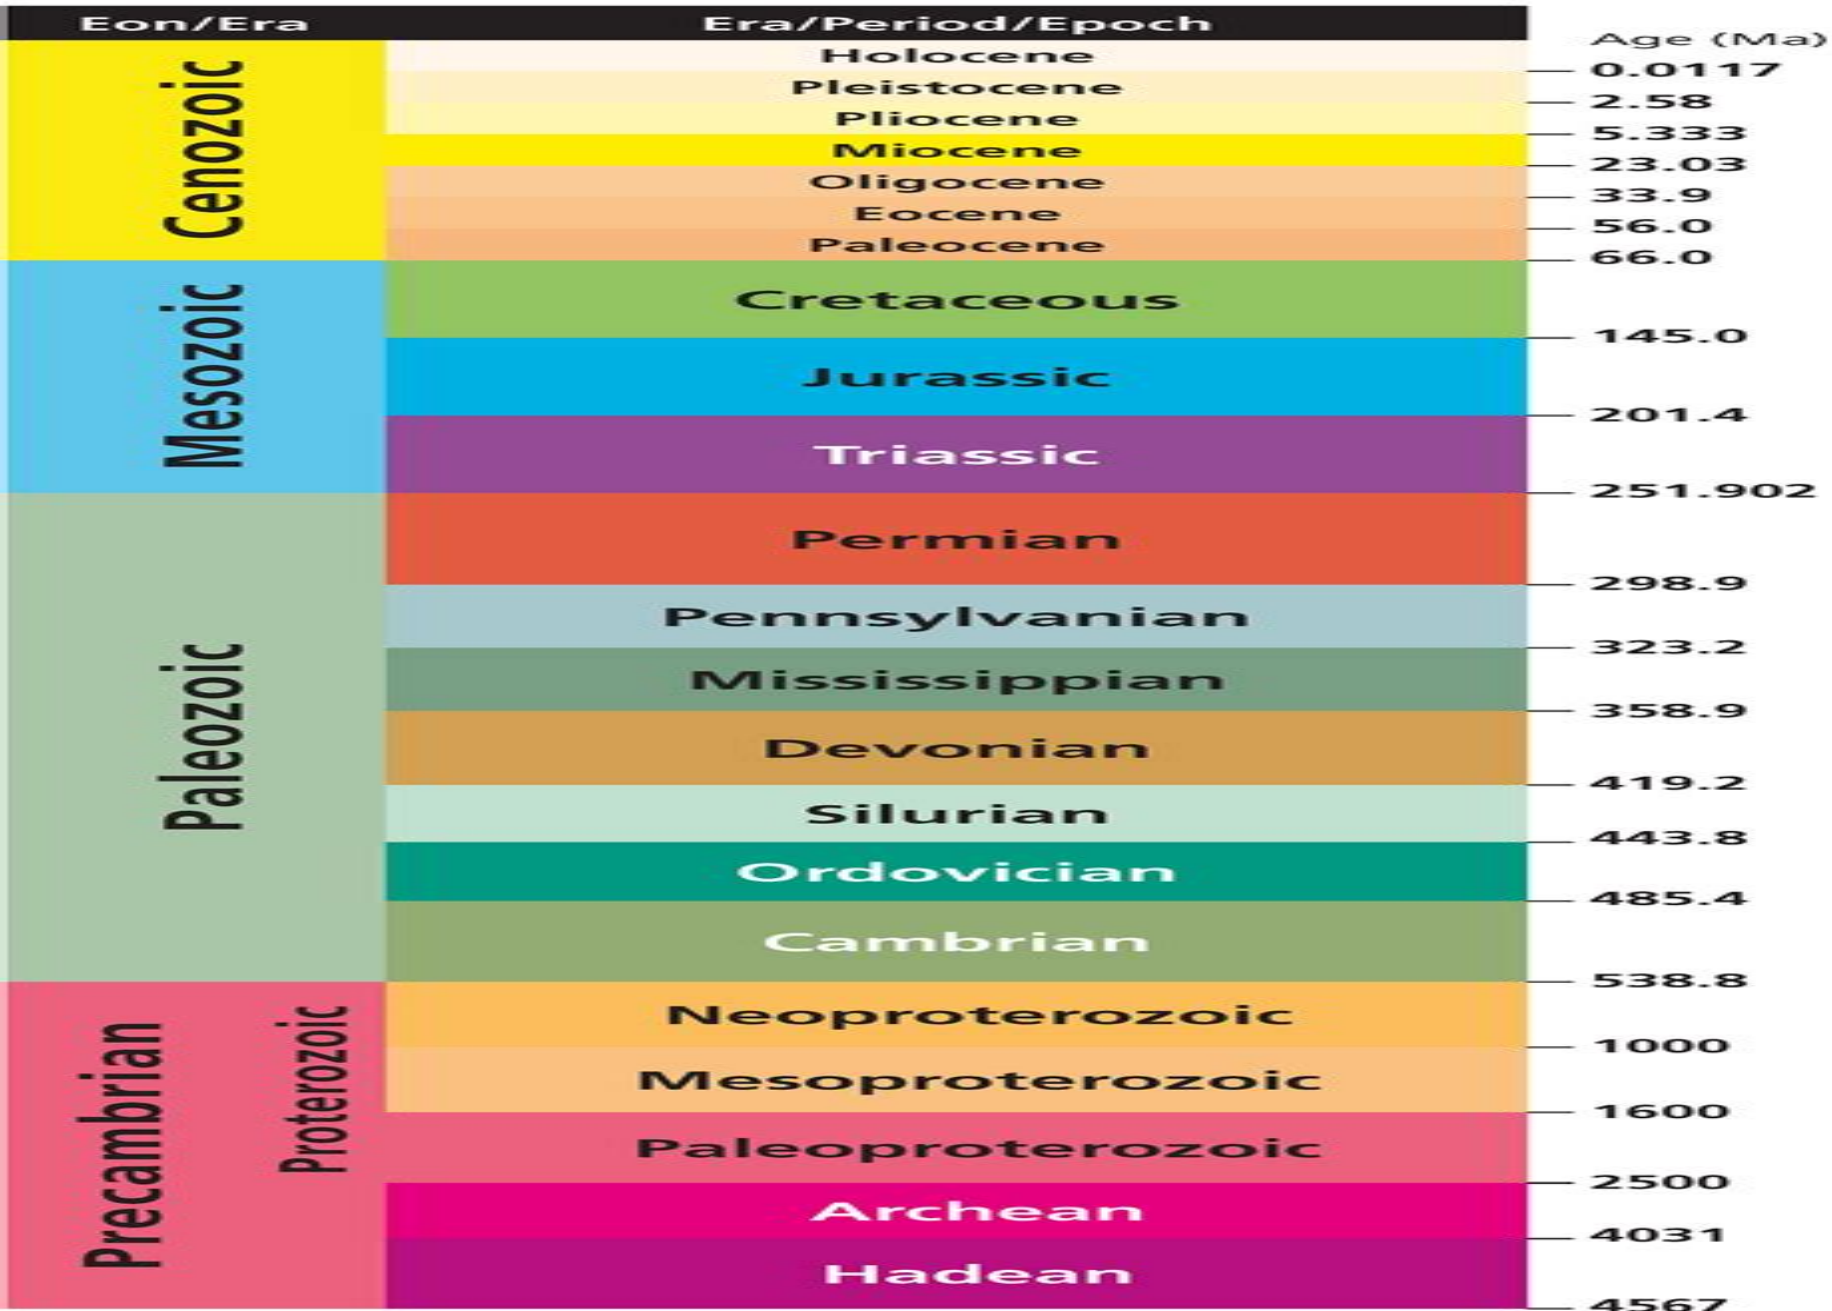 Eon/Era Era/Period/Epoch
Age (Ma)
Cenozoic
Holocene
0.0117
Pleistocene
2.58
Pliocene
5.333
Miocene
23.03
Oligocene
33.9
Eocene
56.0
Paleocene
66.0
Mesozoic
Cretaceous
145.0
Jurassic
201.4
Triassic
251.902
Paleozoic
Permian
298.9
Pennsylvanian
323.2
Mississippian
358.9
Devonian
419.2
Silurian
443.8
Ordovician
485.4
Cambrian
538.8
Precambrian
Proterozoic
Neoproterozoic
1000
Mesoproterozoic
1600
Paleoproterozoic
2500
Archean
4031
Hadean
4567